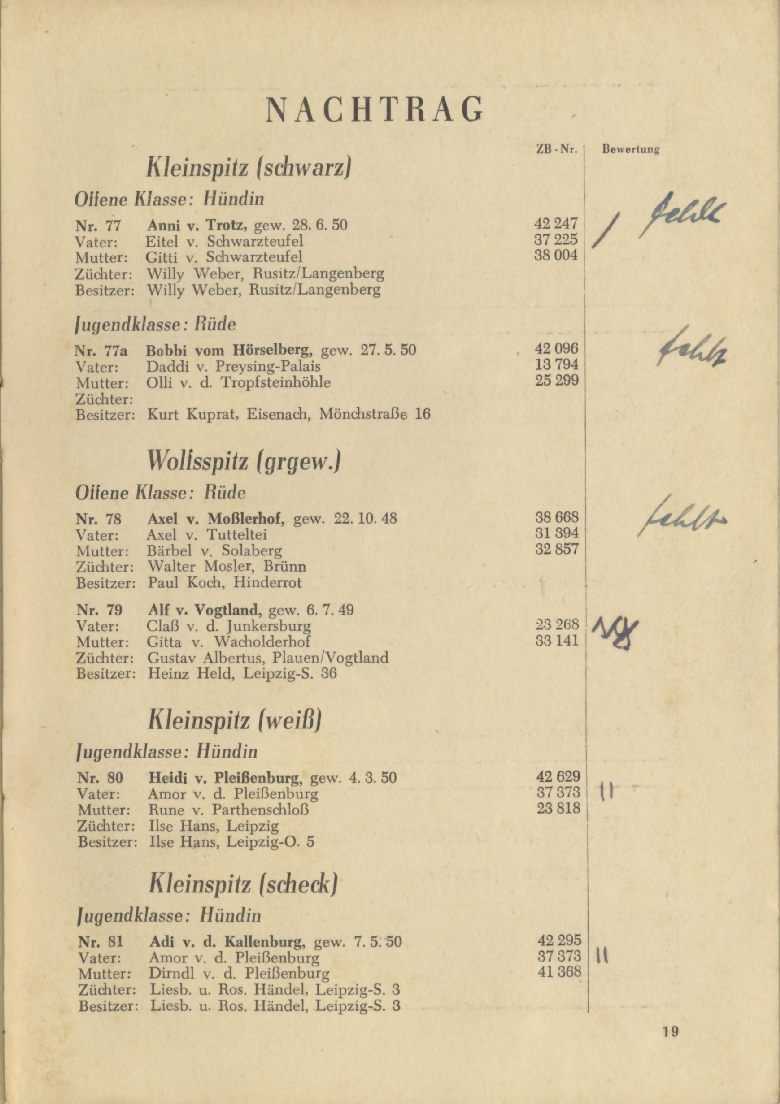 NACHTRAG
ZB-Nr. Bewertung
Kleinspitz (schwarz)
Offene Klasse: Hündin
Nr. 77 Anni v. Trotz, gew. 28. 6. 50 42 247 fehlt
Vater: Eitel v. Schwarzteufel 37 225
Mutter: Gitti v. Schwarzteufel 38 004
Züchter: Willy Weber, Rusitz/Langenberg
Besitzer: Willy Weber, Rusitz/Langenberg
Jugendklasse: Rüde
Nr. 77a Bobbi vom Hörselberg, gew. 27. 5. 50 42 096 fehlt
Vater: Daddi v. Preysing-Palais 13 794
Mutter: Olli v. d. Tropfsteinhöhle 25 299
Züchter:
Besitzer: Kurt Kuprat, Eisenach, Mönchstraße 16
Wolfsspitz (grgew.)
Offene Klasse: Rüde
Nr. 78 Axel v. Moßlerhof, gew. 22. 10. 48 38 668 fehlt
Vater: Axel v. Tutteltei 31 394
Mutter: Bärbel v. Solaberg 32 857
Züchter: Walter Mosler, Brünn
Besitzer: Paul Koch, Hinderrot
Nr. 79 Alf v. Vogtland, gew. 6. 7. 49
Vater: Claß v. d. Junkersburg 23 268
Mutter: Gitta v. Wacholderhof 33 141
Züchter: Gustav Albertus, Plauen/Vogtland
Besitzer: Heinz Held, Leipzig-S. 36
Kleinspitz (weiß)
Jugendklasse: Hündin
Nr. 80 Heidi v. Pleißenburg, gew. 4. 3. 50 42 629
Vater: Amor v. d. Pleißenburg 37 373 II
Mutter: Rune v. Parthenschloß 23 818
Züchter: Ilse Hans, Leipzig
Besitzer: Ilse Hans, Leipzig-O. 5
Kleinspitz (scheck)
Jugendklasse: Hündin
Nr. 81 Adi v. d. Kallenburg, gew. 7. 5. 50 42 295
Vater: Amor v. d. Pleißenburg 37 373 II
Mutter: Dirndl v. d. Pleißenburg 41 368
Züchter: Liesb. u. Ros. Händel, Leipzig-S. 3
Besitzer: Liesb. u. Ros. Händel, Leipzig-S. 3
19